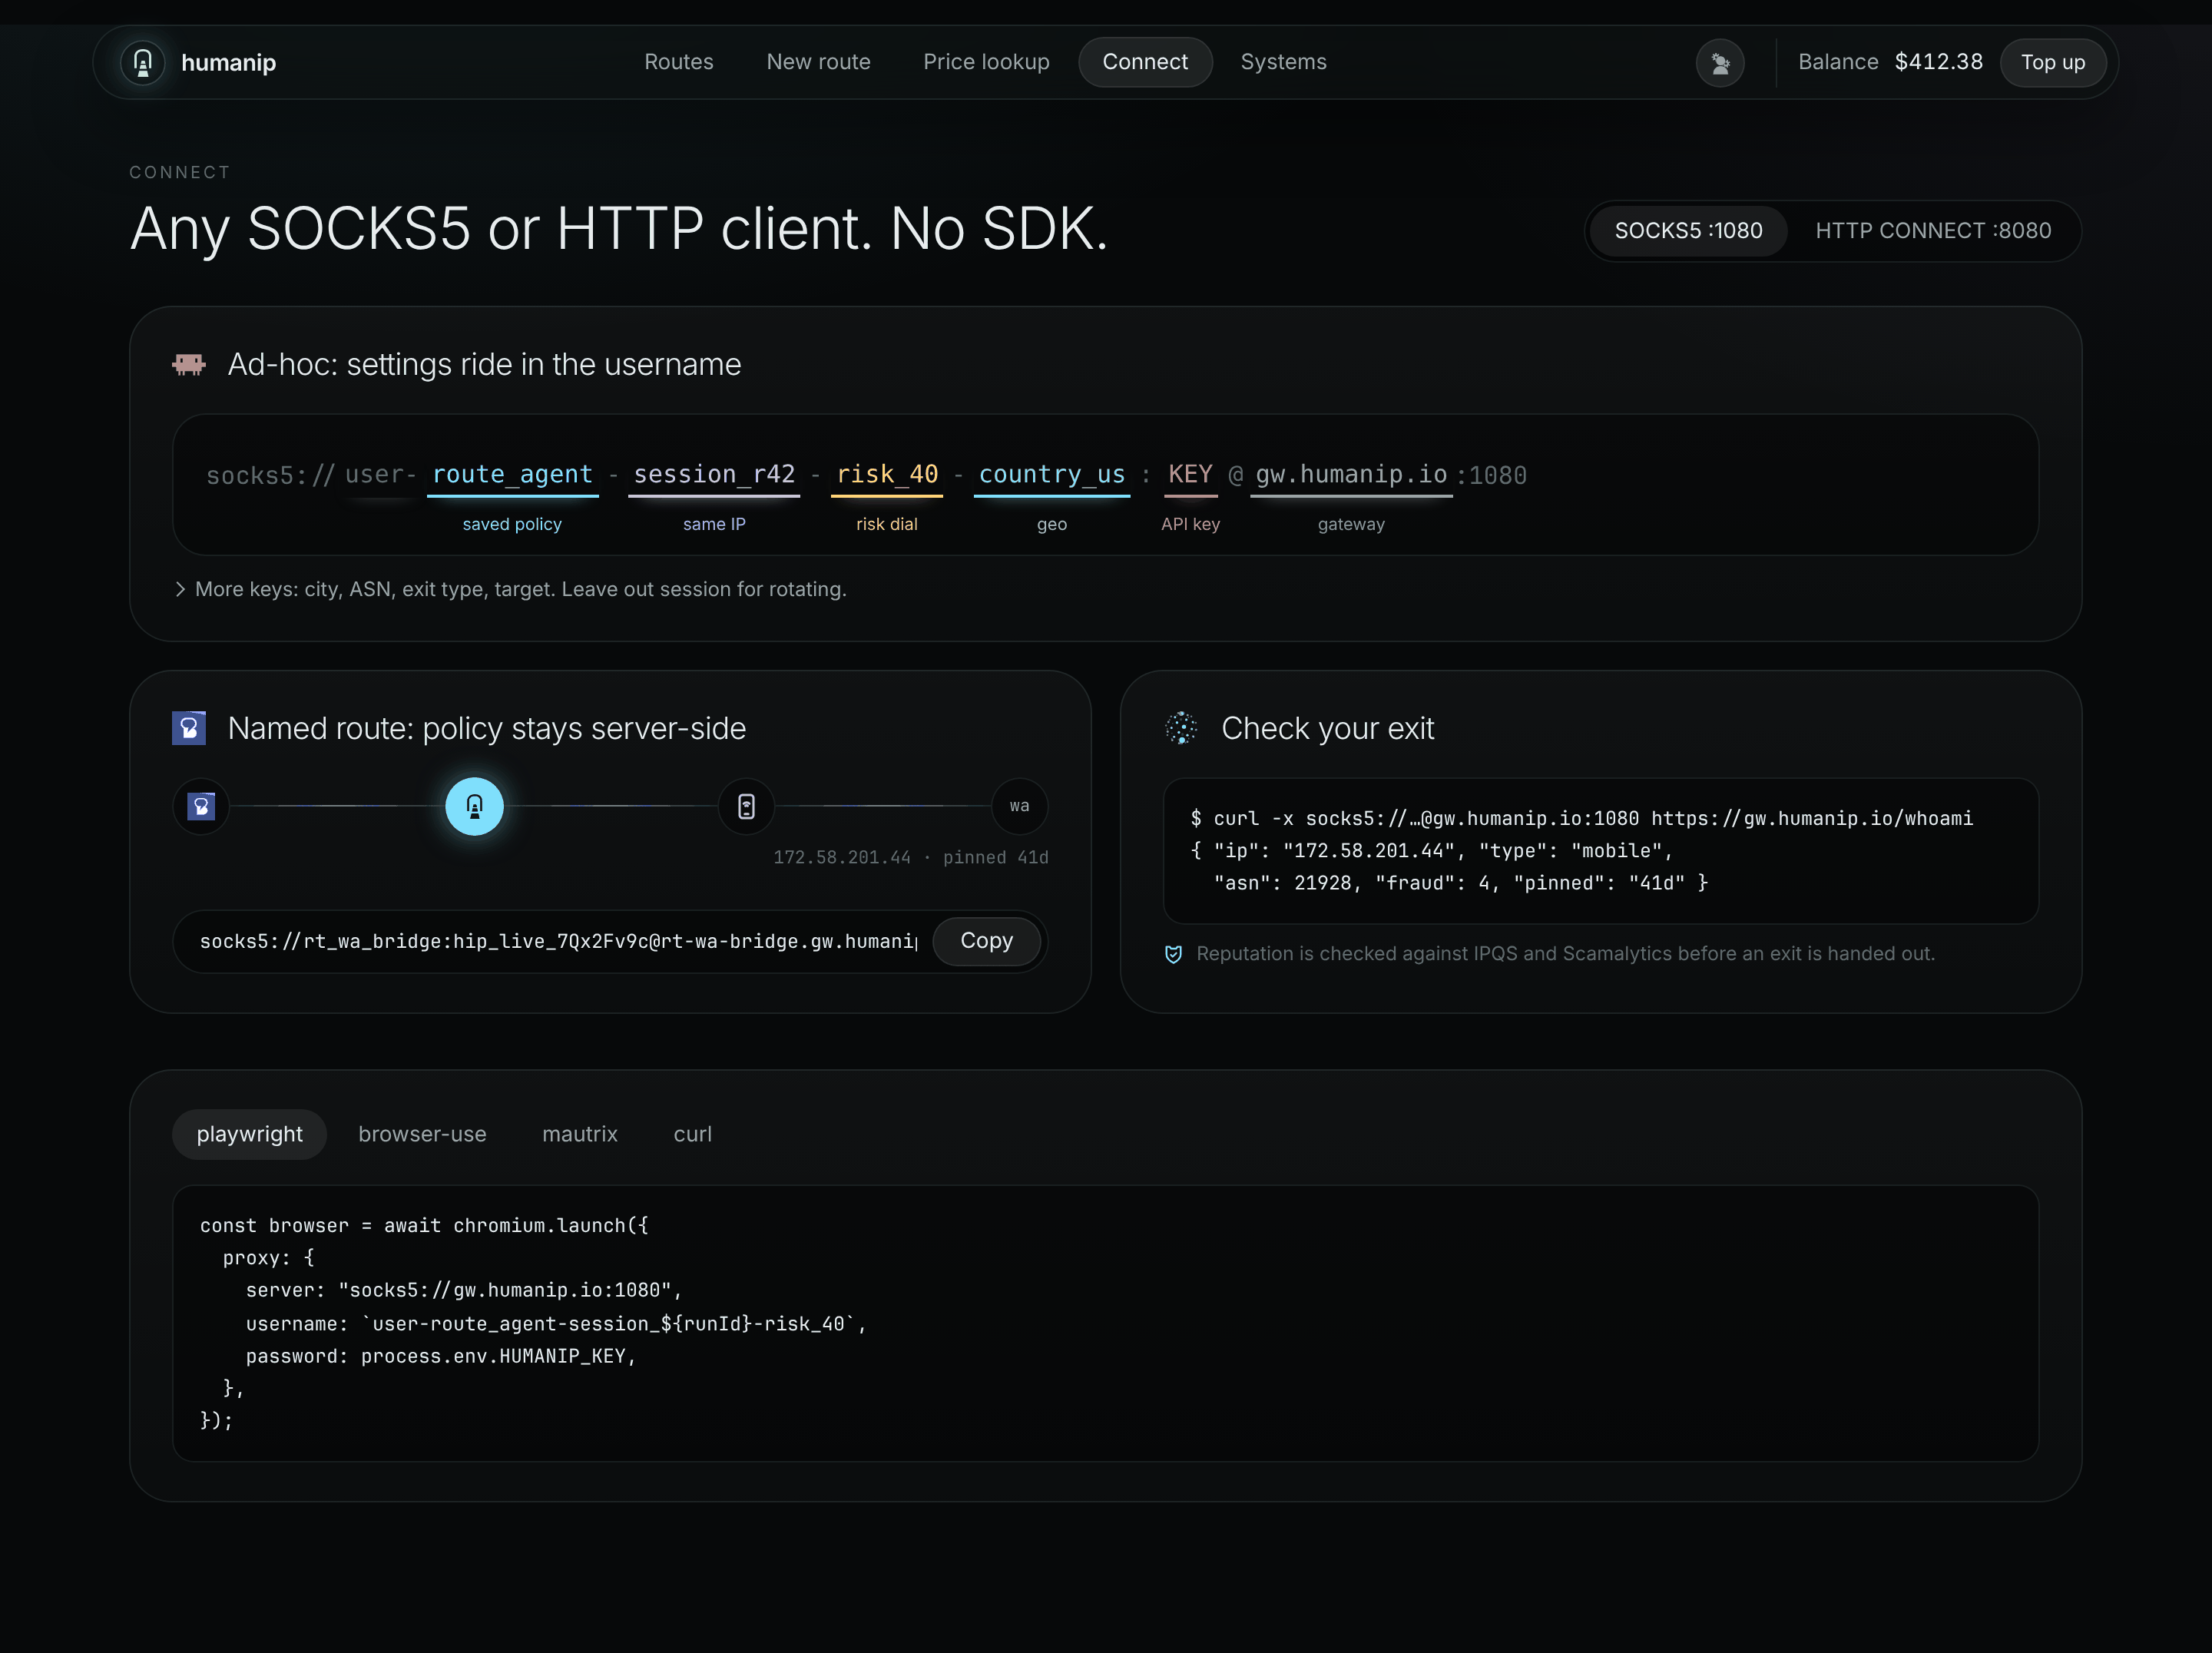 humanip
Routes
New route
Price lookup
Connect
Systems
Balance $412.38
Top up
CONNECT
Any SOCKS5 or HTTP client. No SDK.
SOCKS5 :1080
HTTP CONNECT :8080
Ad-hoc: settings ride in the username
socks5://user-route_agent-session_r42-risk_40-country_us:KEY@gw.humanip.io:1080
saved policy
same IP
risk dial
geo
API key
gateway
More keys: city, ASN, exit type, target. Leave out session for rotating.
Named route: policy stays server-side
wa
172.58.201.44 · pinned 41d
socks5://rt_wa_bridge:hip_live_7Qx2Fv9c@rt-wa-bridge.gw.humani
Copy
Check your exit
$ curl -x socks5://…@gw.humanip.io:1080 https://gw.humanip.io/whoami
{ "ip": "172.58.201.44", "type": "mobile",
"asn": 21928, "fraud": 4, "pinned": "41d" }
Reputation is checked against IPQS and Scamalytics before an exit is handed out.
playwright
browser-use
mautrix
curl
const browser = await chromium.launch({
proxy: {
server: "socks5://gw.humanip.io:1080",
username: `user-route_agent-session_${runId}-risk_40`,
password: process.env.HUMANIP_KEY,
},
});